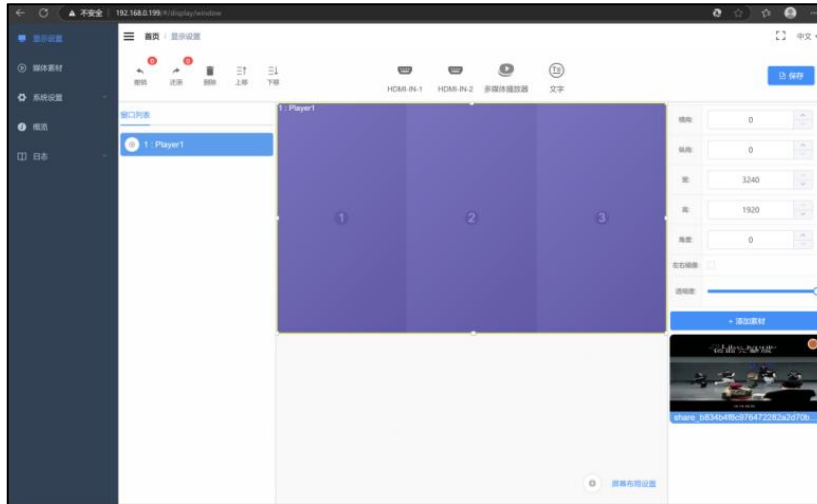 不安全 192.168.0.199/#/display/window
显示设置
首页 / 显示设置
中文
媒体素材
系统设置
概览
日志
0
0
撤销
还原
删除
上移
下移
HDMI-IN-1
HDMI-IN-2
多媒体播放器
文字
保存
窗口列表
1 : Player1
1 : Player1
1
2
3
横向:
0
纵向:
0
宽:
3240
高:
1920
角度:
0
左右镜像:
透明度:
+ 添加素材
share_b834b4f8c976472282a2d70b...
屏幕布局设置